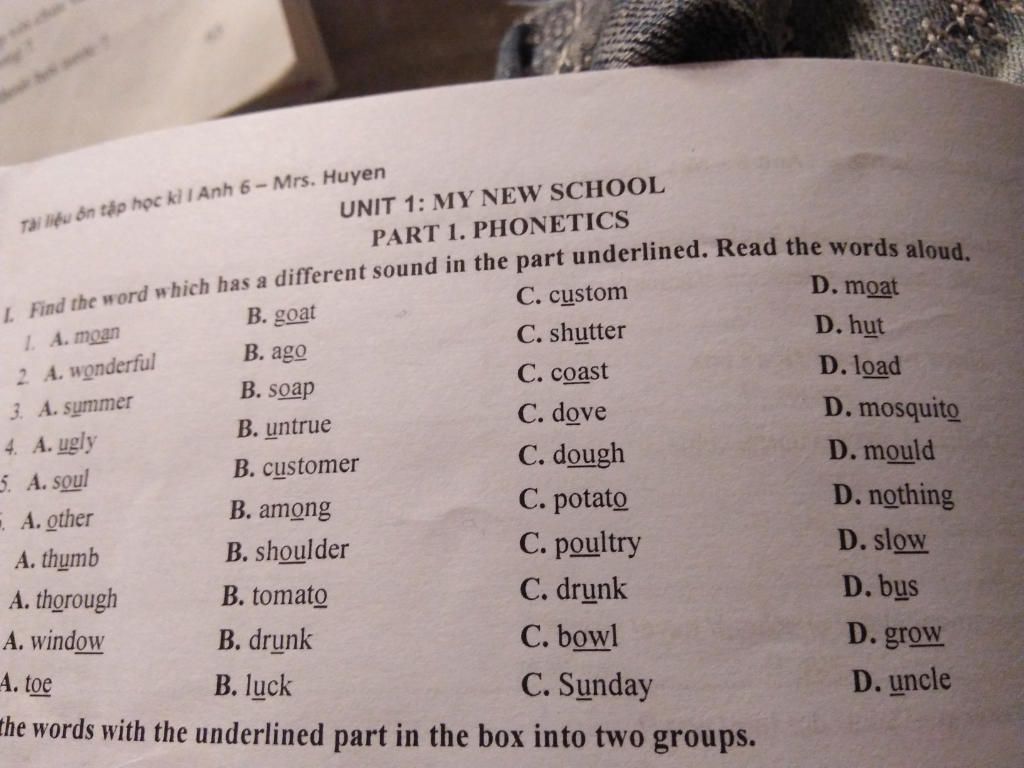 Tài liệu ôn tập học kì I Anh 6 – Mrs. Huyen
UNIT 1: MY NEW SCHOOL
PART 1. PHONETICS
I. Find the word which has a different sound in the part underlined. Read the words aloud.
1. A. moan B. goat C. custom D. moat
2. A. wonderful B. ago C. shutter D. hut
3. A. summer B. soap C. coast D. load
4. A. ugly B. untrue C. dove D. mosquito
5. A. soul B. customer C. dough D. mould
. A. other B. among C. potato D. nothing
A. thumb B. shoulder C. poultry D. slow
A. thorough B. tomato C. drunk D. bus
A. window B. drunk C. bowl D. grow
A. toe B. luck C. Sunday D. uncle
the words with the underlined part in the box into two groups.